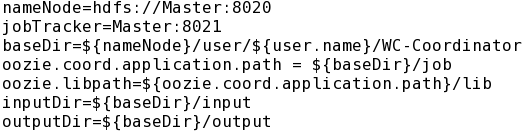 nameNode=hdfs://Master:8020
jobTracker=Master:8021
baseDir=${nameNode}/user/${user.name}/WC-Coordinator
oozie.coord.application.path = ${baseDir}/job
oozie.libpath=${oozie.coord.application.path}/lib
inputDir=${baseDir}/input
outputDir=${baseDir}/output